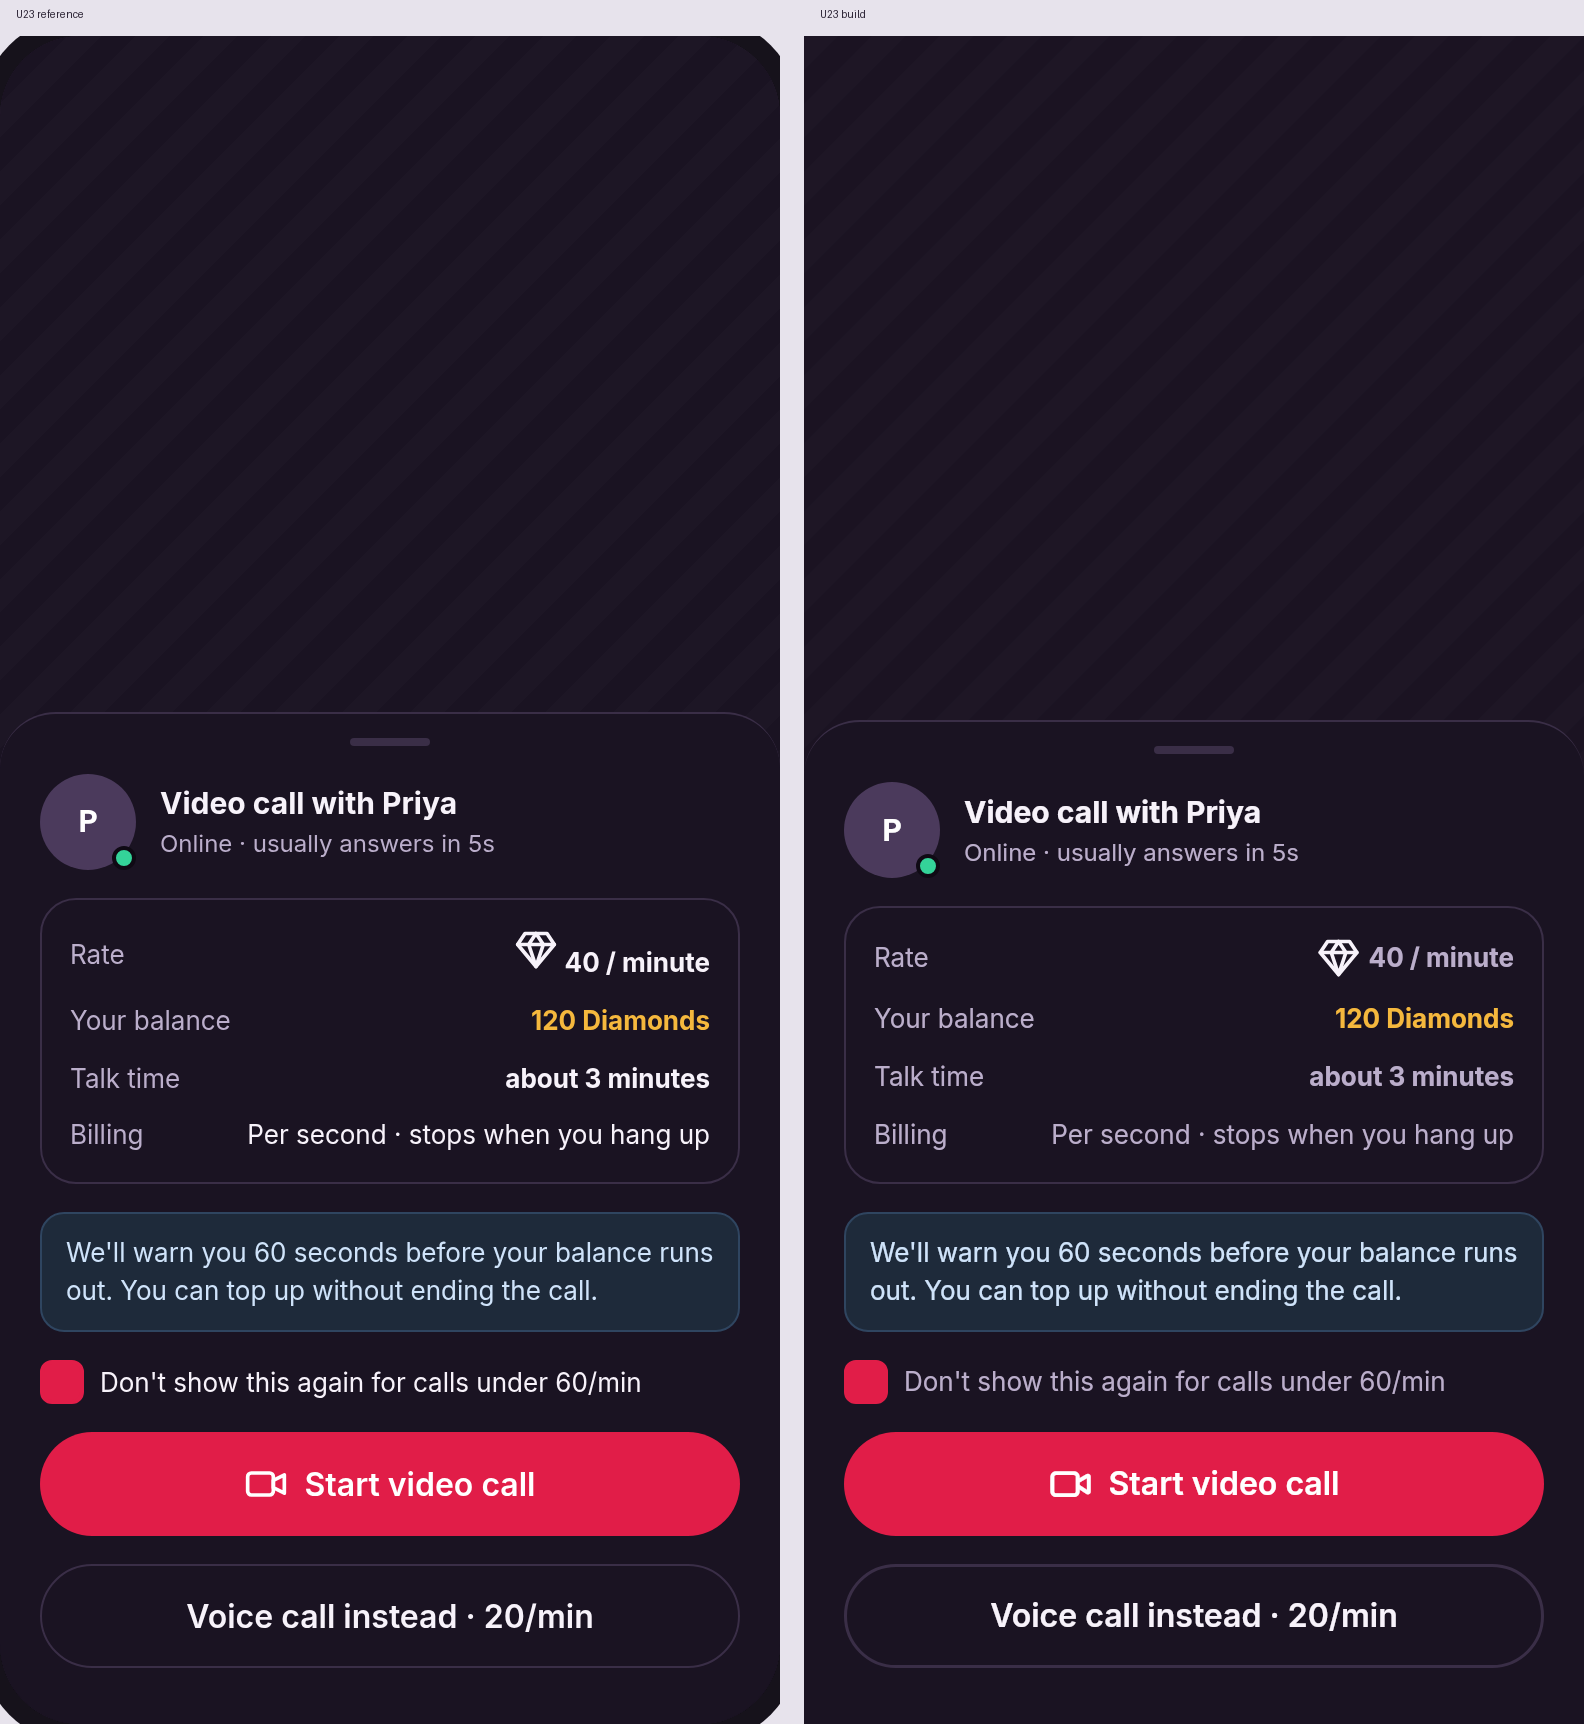 U23 reference
P
Video call with Priya
Online · usually answers in 5s
Rate
40 / minute
Your balance
120 Diamonds
Talk time
about 3 minutes
Billing
Per second · stops when you hang up
We'll warn you 60 seconds before your balance runs
out. You can top up without ending the call.
Don't show this again for calls under 60/min
Start video call
Voice call instead · 20/min
U23 build
P
Video call with Priya
Online · usually answers in 5s
Rate
40 / minute
Your balance
120 Diamonds
Talk time
about 3 minutes
Billing
Per second · stops when you hang up
We'll warn you 60 seconds before your balance runs
out. You can top up without ending the call.
Don't show this again for calls under 60/min
Start video call
Voice call instead · 20/min